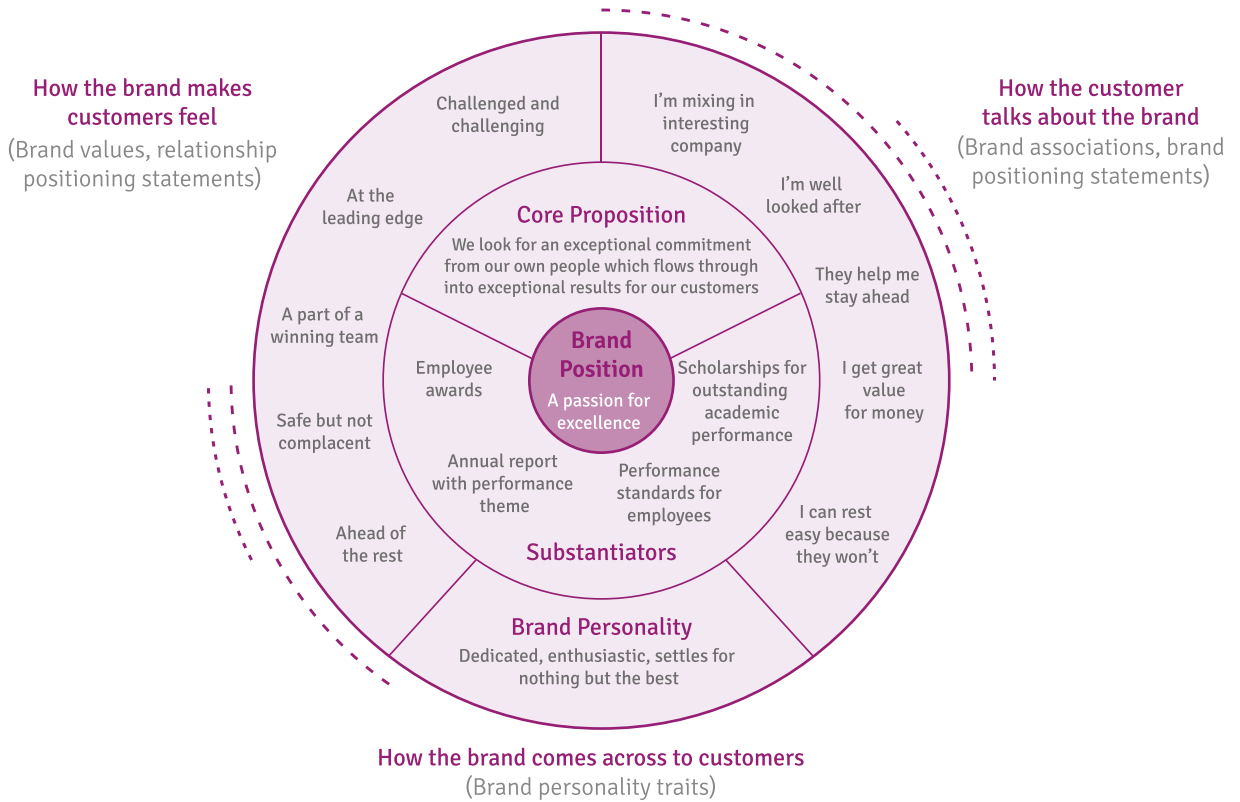 How the brand makes
customers feel
(Brand values, relationship
positioning statements)
How the customer
talks about the brand
(Brand associations, brand
positioning statements)
Challenged and
challenging
At the
leading edge
A part of a
winning team
Safe but not
complacent
Ahead of
the rest
I’m mixing in
interesting
company
I’m well
looked after
They help me
stay ahead
I get great
value
for money
I can rest
easy because
they won’t
Core Proposition
We look for an exceptional commitment
from our own people which flows through
into exceptional results for our customers
Brand
Position
A passion for
excellence
Employee
awards
Annual report
with performance
theme
Scholarships for
outstanding
academic
performance
Performance
standards for
employees
Substantiators
Brand Personality
Dedicated, enthusiastic, settles for
nothing but the best
How the brand comes across to customers
(Brand personality traits)